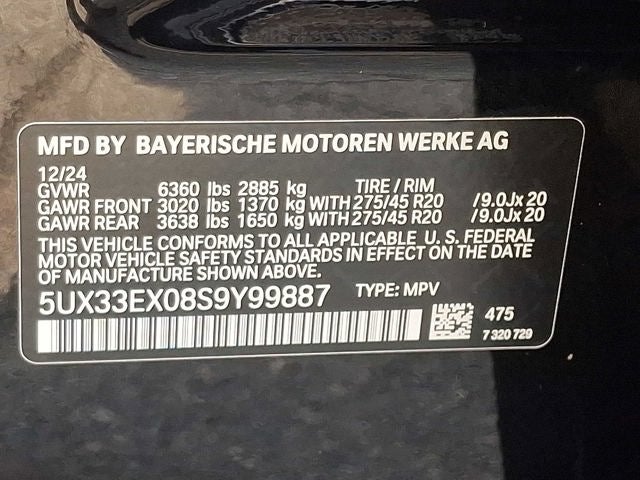 MFD BY BAYERISCHE MOTOREN WERKE AG
12/24
GVWR 6360 lbs 2885 kg TIRE / RIM
GAWR FRONT 3020 lbs 1370 kg WITH 275/45 R20 /9.0Jx 20
GAWR REAR 3638 lbs 1650 kg WITH 275/45 R20 /9.0Jx 20
THIS VEHICLE CONFORMS TO ALL APPLICABLE U. S. FEDERAL
MOTOR VEHICLE SAFETY STANDARDS IN EFFECT ON THE DATE
OF MANUFACTURE SHOWN ABOVE.
5UX33EX08S9Y99887 TYPE: MPV
475
7 320 729